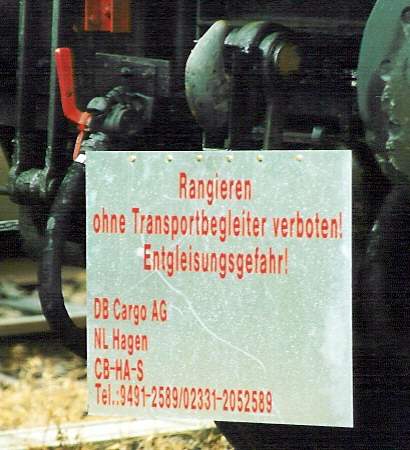 Rangieren
ohne Transportbegleiter verboten!
Entgleisungsgefahr!
DB Cargo AG
NL Hagen
CB-HA-S
Tel.:9491-2589/02331-2052589